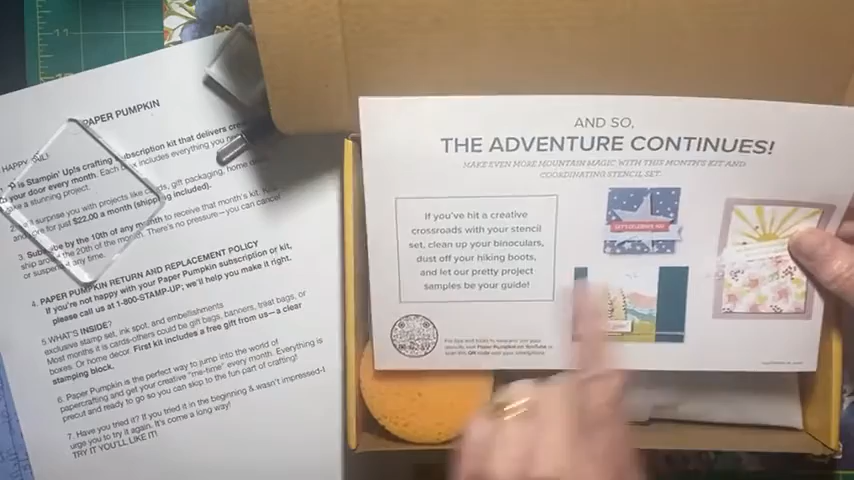 PAPER PUMPKIN
HAPPY MAIL!
is Stampin' Up!s crafting subscription kit that delivers
your door every month. Each box includes everything you
a stunning project.
surprise you with projects like cards, gift packaging,
for just $22.00 a month (shipping included).
3. Subscribe by the 10th of any month to receive that month's kit.
ship around the 20th of the month. There's no pressure—you can cancel
or suspend any time.
4. PAPER PUMPKIN RETURN AND REPLACEMENT POLICY
If you're not happy with your Paper Pumpkin subscription or kit,
please call us at 1-800-STAMP-UP; we'll help you make it right.
5. WHAT'S INSIDE?
exclusive stamp set, ink spot, and embellishments
Most months it is cards-others could be gift bags, banners, treat bags, or
boxes. Or home decor. First kit includes a free gift from us—a clear
stamping block.
6. Paper Pumpkin is the perfect way to jump into the world of
papercrafting and get your creative "me-time" every month. Everything is
precut and ready to go so you can skip to the fun part of crafting!
7. Have you tried it? If you tried it in the beginning & wasn't impressed-I
urge you to try it again. It's come a long way!
TRY IT YOU'LL LIKE IT!
AND SO,
THE ADVENTURE CONTINUES!
MAKE EVEN MORE MOUNTAIN MAGIC WITH THIS MONTH'S KIT AND
COORDINATING STENCIL SET.
If you've hit a creative
crossroads with your stencil
set, clean up your binoculars,
dust off your hiking boots,
and let our pretty project
samples be your guide!